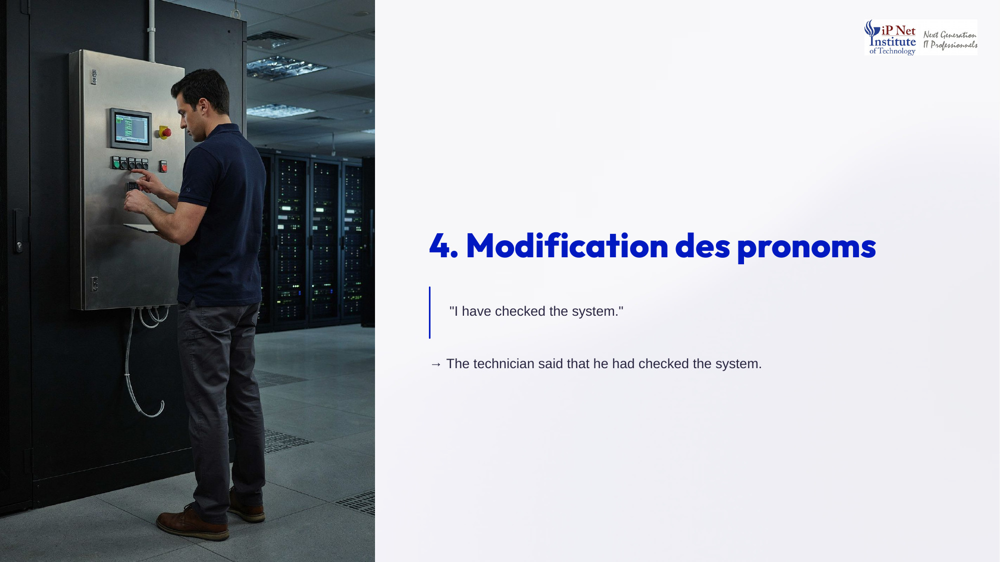 iP Net
Institute
of Technology
Next Generation
IT Professionnels
4. Modification des pronoms
"I have checked the system."
→ The technician said that he had checked the system.